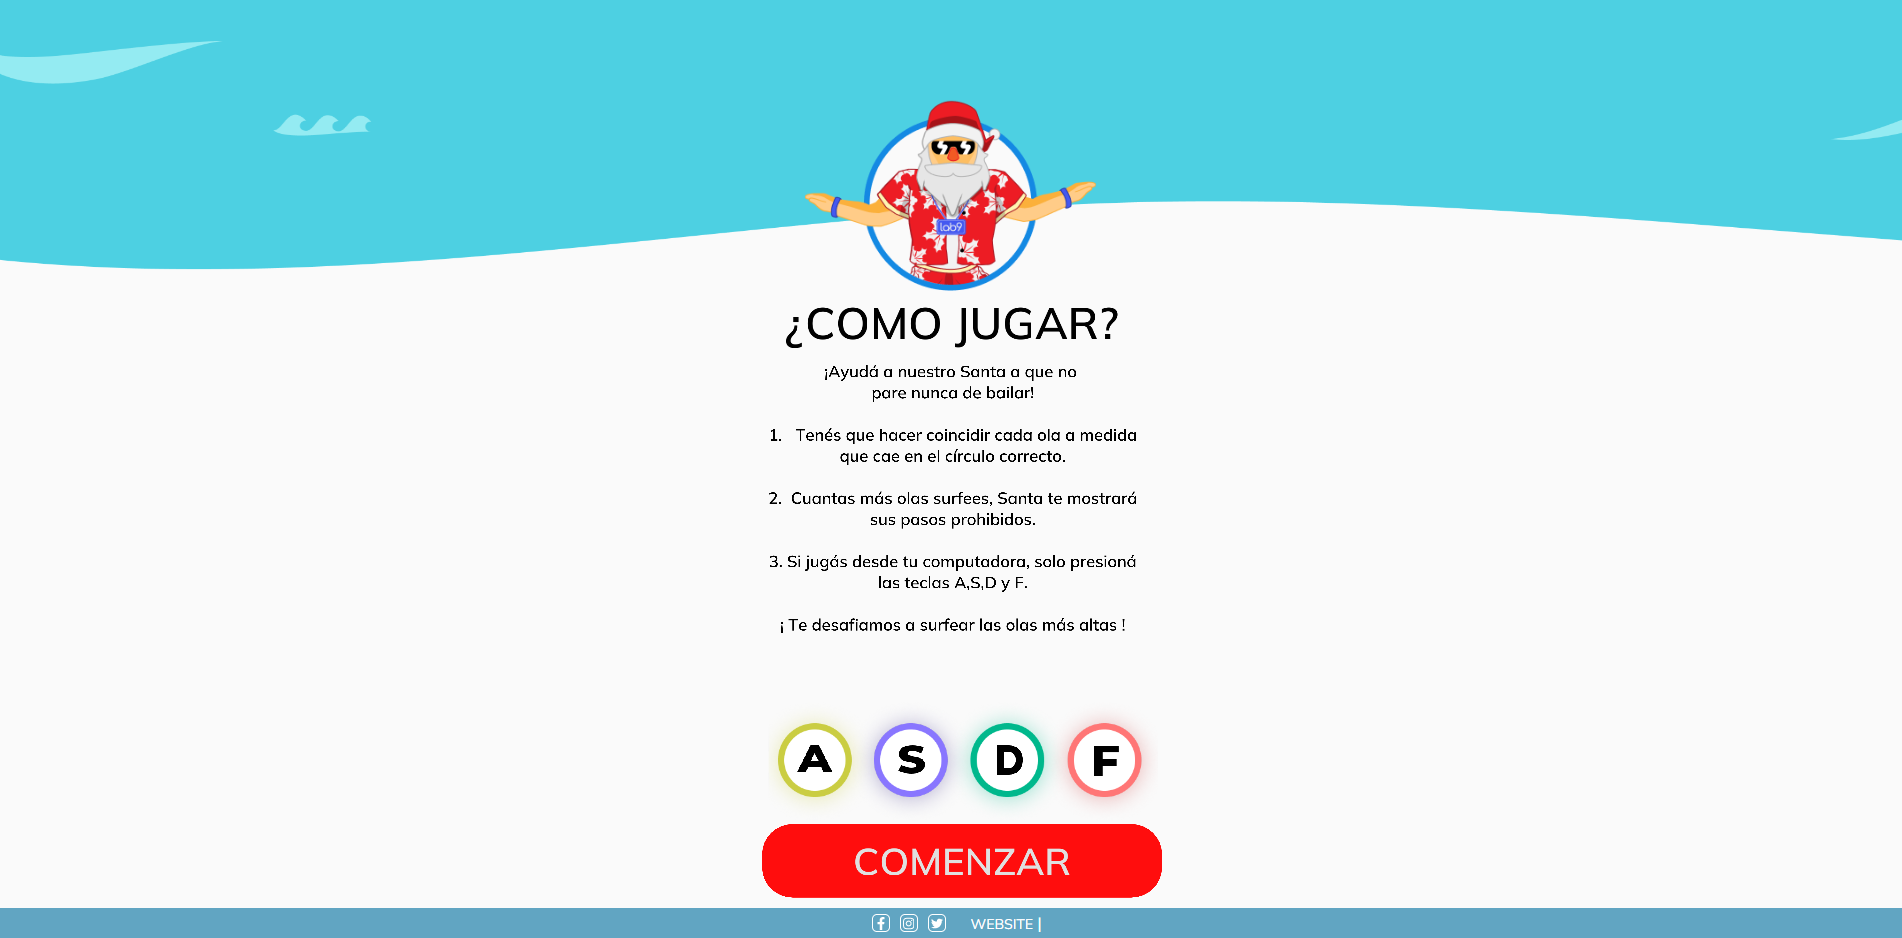 lab9
¿COMO JUGAR?
¡Ayudá a nuestro Santa a que no
pare nunca de bailar!
1. Tenés que hacer coincidir cada ola a medida
que cae en el círculo correcto.
2. Cuantas más olas surfees, Santa te mostrará
sus pasos prohibidos.
3. Si jugás desde tu computadora, solo presioná
las teclas A,S,D y F.
¡ Te desafiamos a surfear las olas más altas !
A S D F
COMENZAR
WEBSITE |